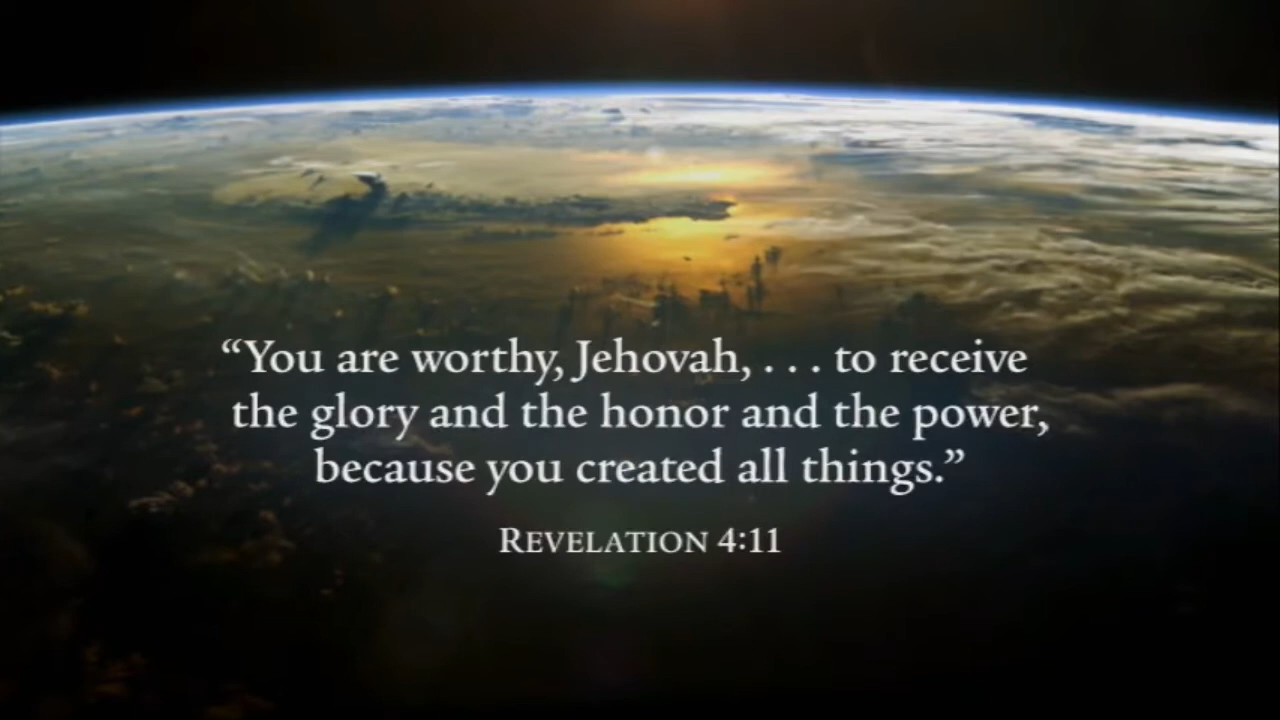 “You are worthy, Jehovah, . . . to receive
the glory and the honor and the power,
because you created all things.”
REVELATION 4:11